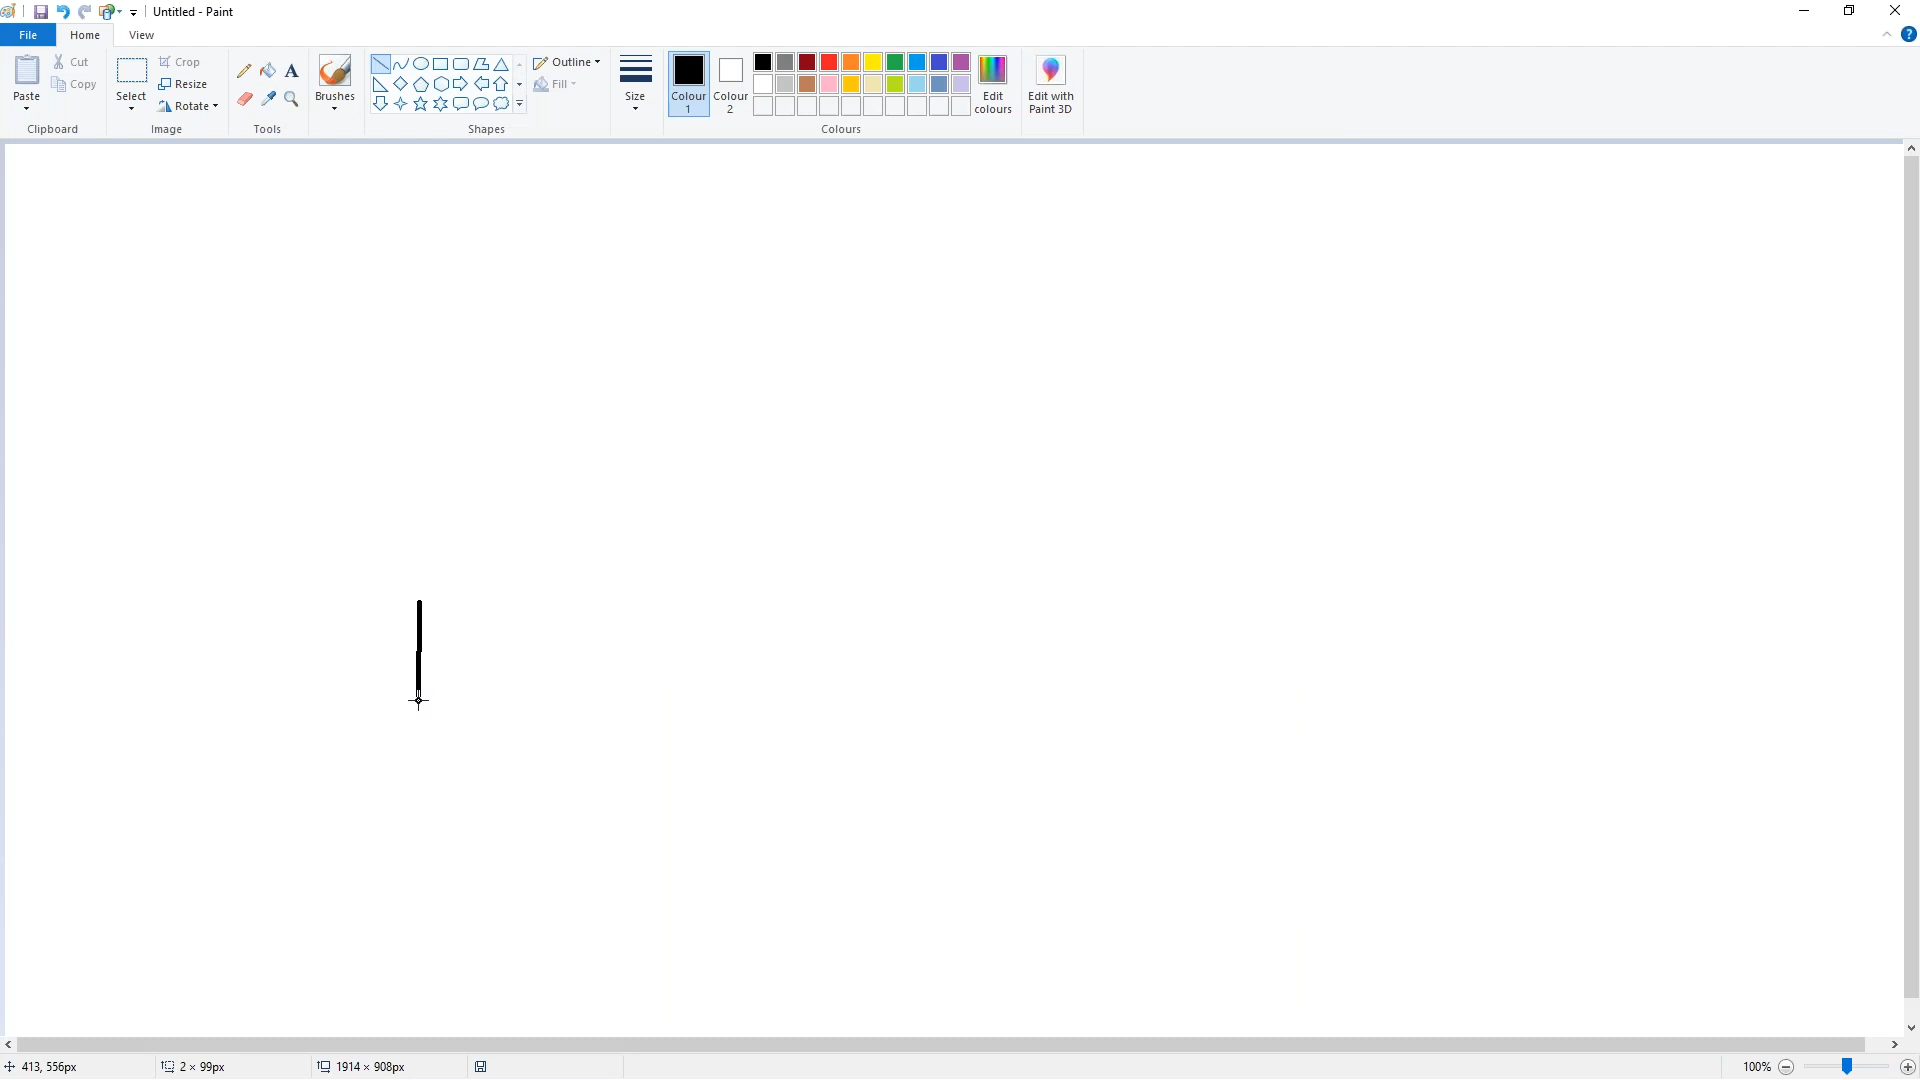 Untitled - Paint
File Home View
Paste
Cut
Copy
Clipboard
Select
Crop
Resize
Rotate
Image
A
Tools
Brushes
Shapes
Outline
Fill
Size
Colour 1
Colour 2
Colours
Edit colours
Edit with Paint 3D
?
413, 556px
2 × 99px
1914 × 908px
100%